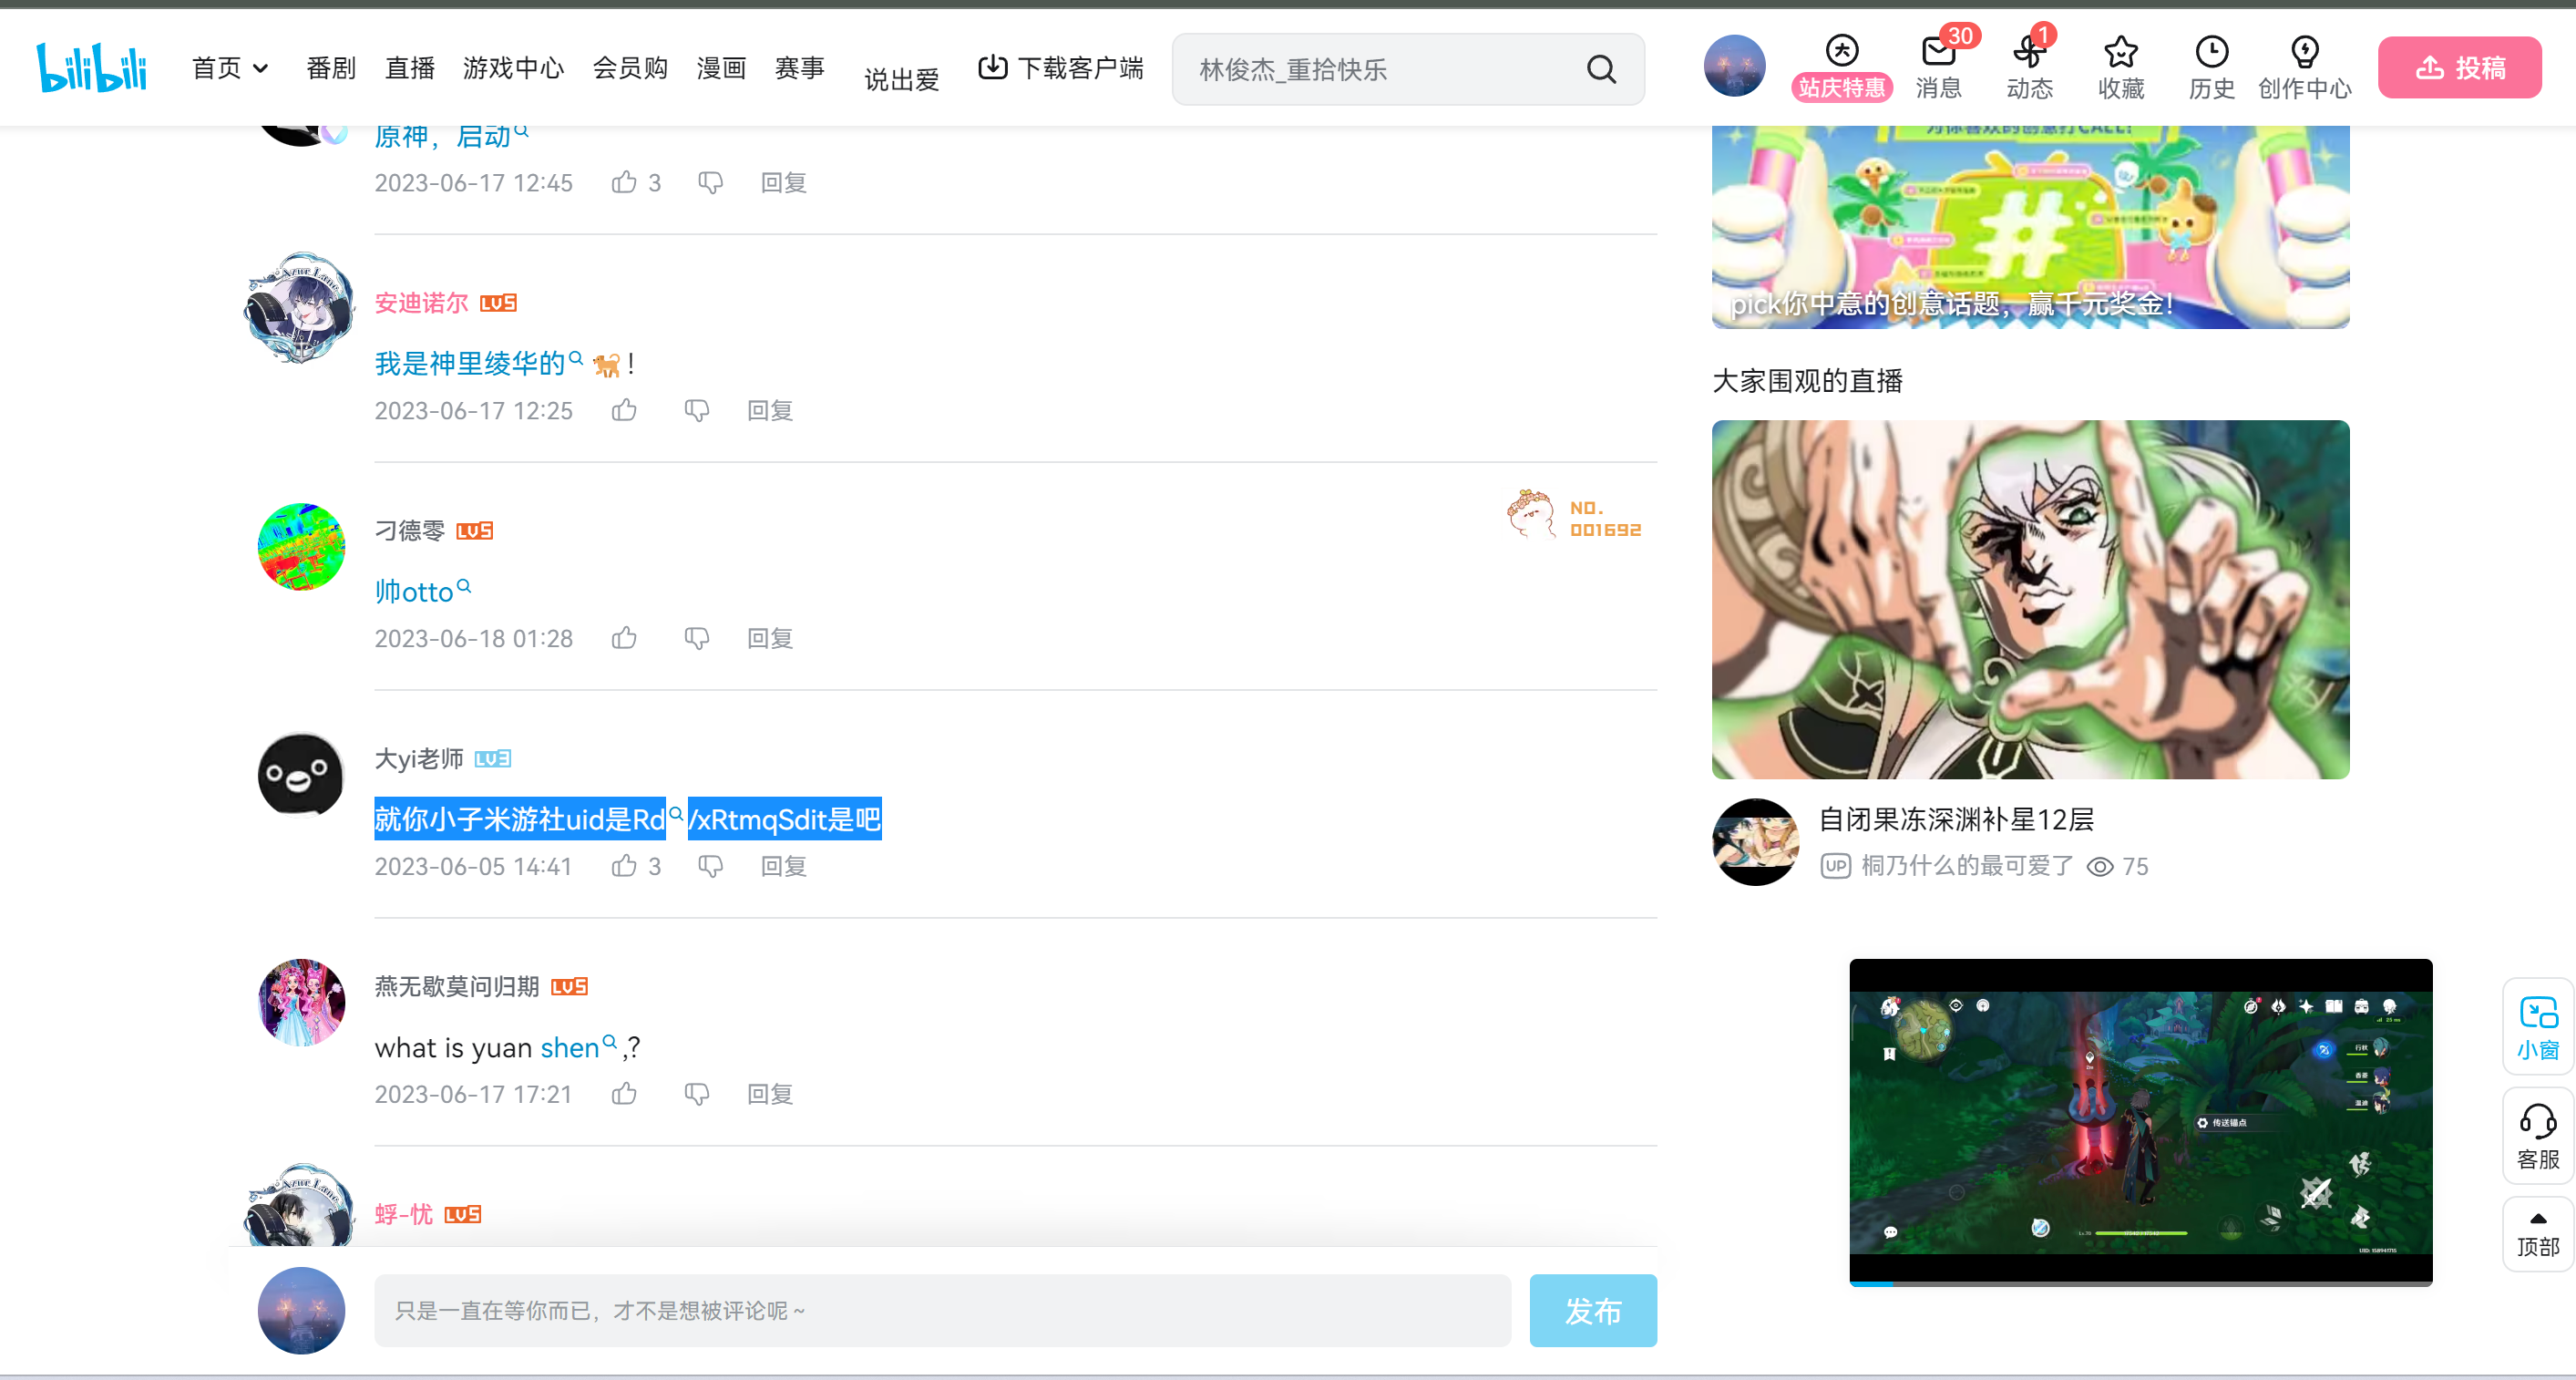 bilibili
首页
番剧
直播
游戏中心
会员购
漫画
赛事
说出爱
下载客户端
林俊杰_重拾快乐
站庆特惠
30
消息
1
动态
收藏
历史
创作中心
投稿
原神，启动
2023-06-17 12:45 3 回复
安迪诺尔 LV5
我是神里绫华的🐕！
2023-06-17 12:25 回复
刁德零 LV5
NO.
001692
帅otto
2023-06-18 01:28 回复
大yi老师 LV3
就你小子米游社uid是Rd/xRtmqSdit是吧
2023-06-05 14:41 3 回复
燕无歇莫问归期 LV5
what is yuan shen,?
2023-06-17 17:21 回复
蜉-忧 LV5
只是一直在等你而已，才不是想被评论呢~
发布
pick你中意的创意话题，赢千元奖金！
大家围观的直播
自闭果冻深渊补星12层
UP 桐乃什么的最可爱了 75
传送锚点
小窗
客服
顶部